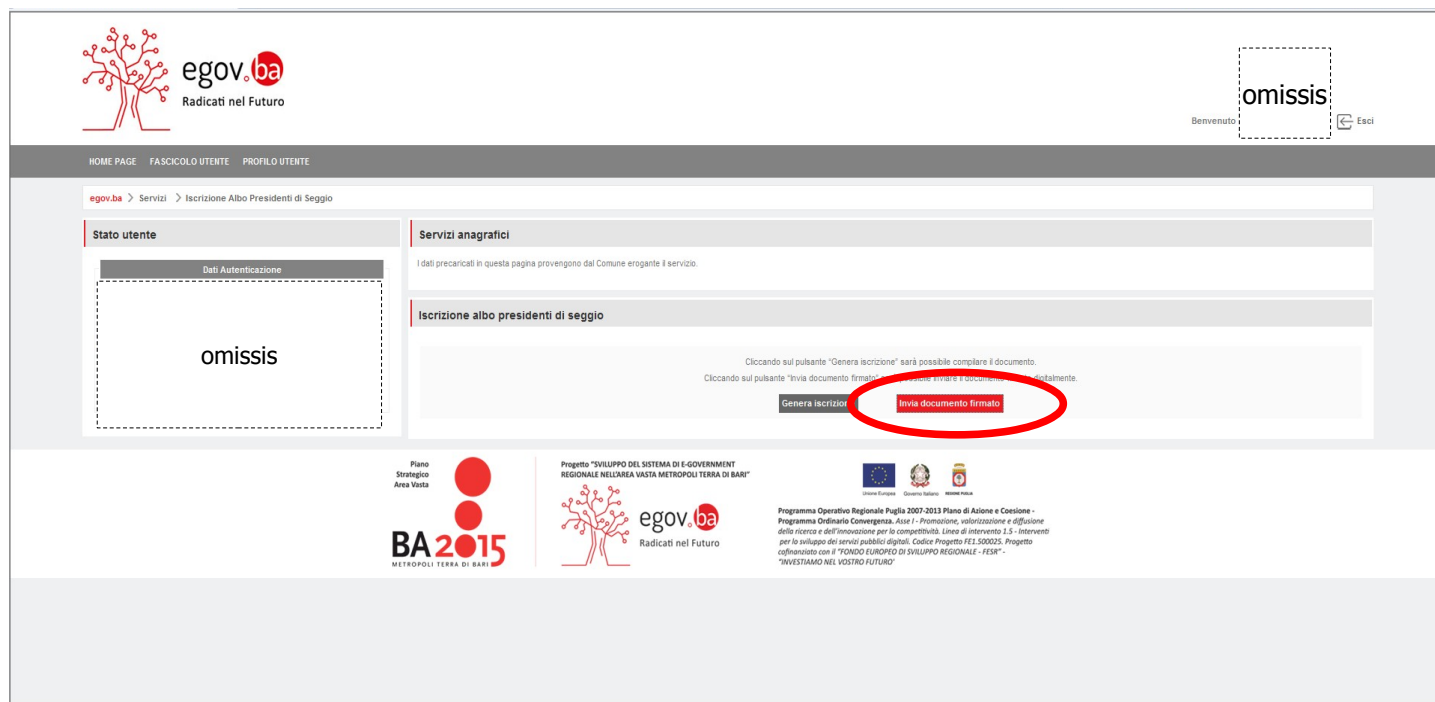 egov.ba
Radicati nel Futuro
omissis
Benvenuto
Esci
HOME PAGE FASCICOLO UTENTE PROFILO UTENTE
egov.ba > Servizi > Iscrizione Albo Presidenti di Seggio
Stato utente
Dati Autenticazione
omissis
Servizi anagrafici
I dati precaricati in questa pagina provengono dal Comune erogante il servizio.
Iscrizione albo presidenti di seggio
Cliccando sul pulsante "Genera iscrizione" sarà possibile compilare il documento.
Cliccando sul pulsante "Invia documento firmato" possibile inviare il documento digitalmente.
Genera iscrizion
Invia documento firmato
Piano
Strategico
Area Vasta
BA 2015
METROPOLI TERRA DI BARI
Progetto "SVILUPPO DEL SISTEMA DI E-GOVERNMENT
REGIONALE NELL'AREA VASTA METROPOLI TERRA DI BARI"
egov.ba
Radicati nel Futuro
Unione Europea Governo Italiano REGIONE PUGLIA
Programma Operativo Regionale Puglia 2007-2013 Piano di Azione e Coesione -
Programma Ordinario Convergenza. Asse I - Promozione, valorizzazione e diffusione
della ricerca e dell'innovazione per la competitività. Linea di intervento 1.5 - Interventi
per lo sviluppo dei servizi pubblici digitali. Codice Progetto FE1.500025. Progetto
cofinanziato con il "FONDO EUROPEO DI SVILUPPO REGIONALE - FESR" -
"INVESTIAMO NEL VOSTRO FUTURO'